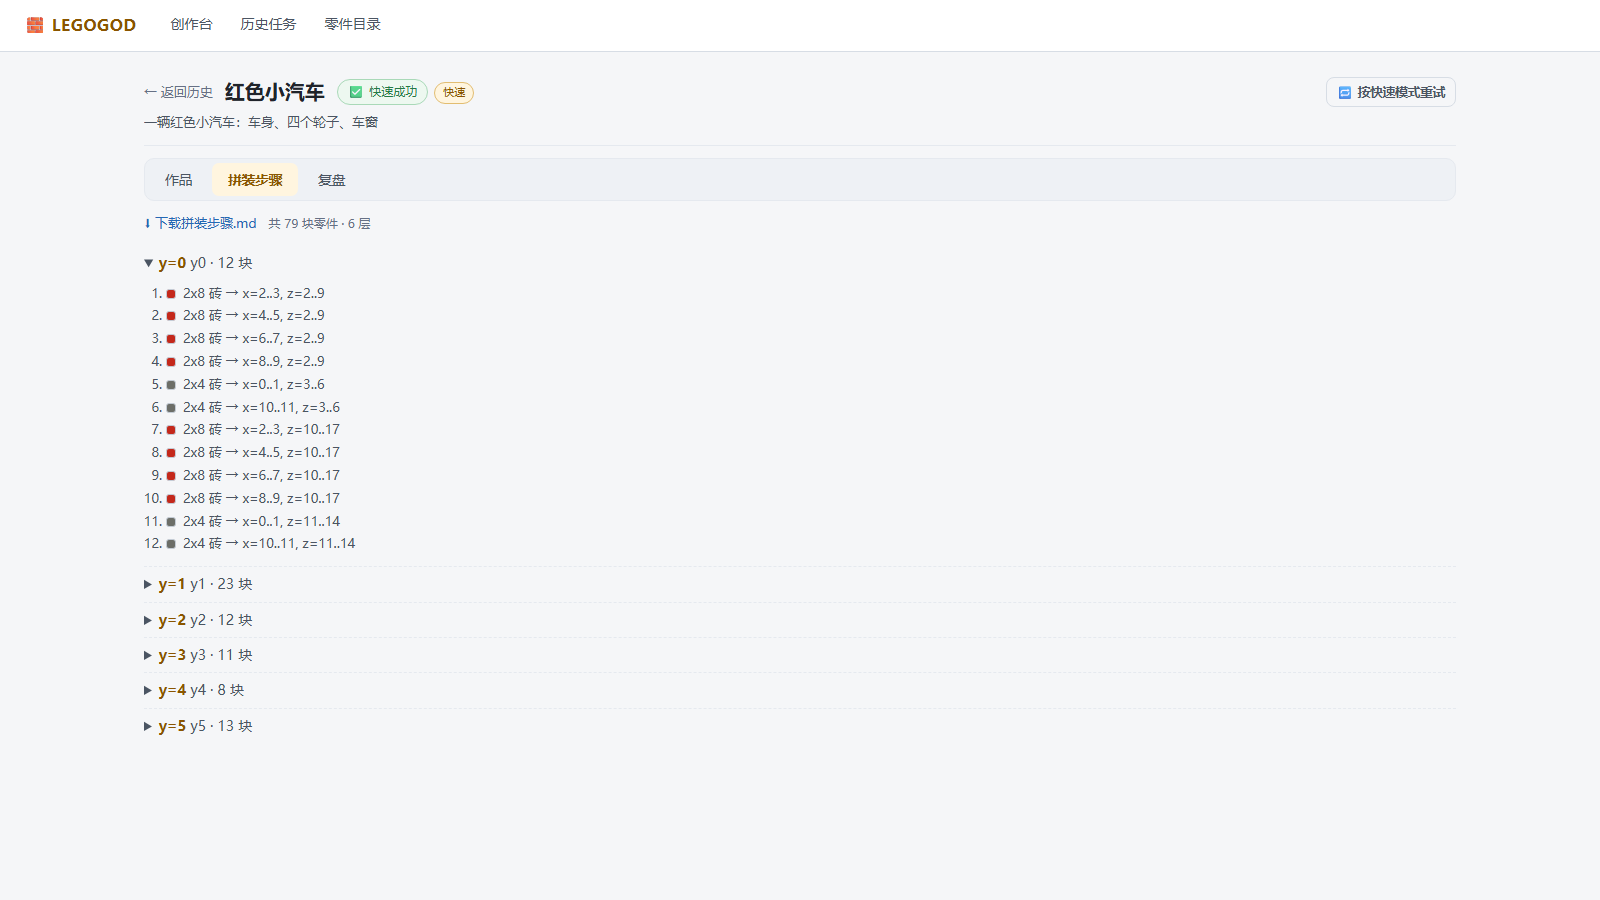 LEGOGOD 创作台 历史任务 零件目录
← 返回历史 红色小汽车 ✅ 快速成功 快速 🔁 按快速模式重试
一辆红色小汽车：车身、四个轮子、车窗
作品 拼装步骤 复盘
⬇ 下载拼装步骤.md 共 79 块零件 · 6 层
▼ y=0 y0 · 12 块
1. 2x8 砖 → x=2..3, z=2..9
2. 2x8 砖 → x=4..5, z=2..9
3. 2x8 砖 → x=6..7, z=2..9
4. 2x8 砖 → x=8..9, z=2..9
5. 2x4 砖 → x=0..1, z=3..6
6. 2x4 砖 → x=10..11, z=3..6
7. 2x8 砖 → x=2..3, z=10..17
8. 2x8 砖 → x=4..5, z=10..17
9. 2x8 砖 → x=6..7, z=10..17
10. 2x8 砖 → x=8..9, z=10..17
11. 2x4 砖 → x=0..1, z=11..14
12. 2x4 砖 → x=10..11, z=11..14
▶ y=1 y1 · 23 块
▶ y=2 y2 · 12 块
▶ y=3 y3 · 11 块
▶ y=4 y4 · 8 块
▶ y=5 y5 · 13 块